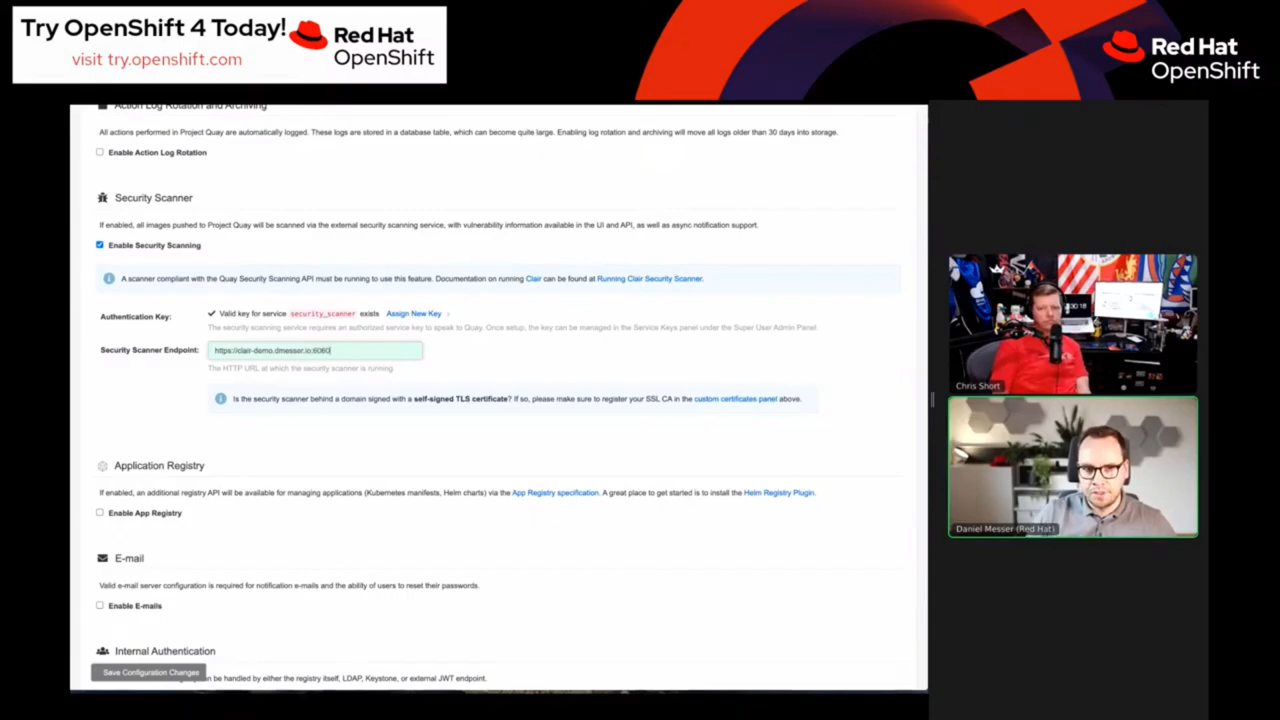 Try OpenShift 4 Today!
visit try.openshift.com
Red Hat
OpenShift
Red Hat
OpenShift
Action Log Rotation and Archiving
All actions performed in Project Quay are automatically logged. These logs are stored in a database table, which can become quite large. Enabling log rotation and archiving will move all logs older than 30 days into storage.
Enable Action Log Rotation
Security Scanner
If enabled, all images pushed to Project Quay will be scanned via the external security scanning service, with vulnerability information available in the UI and API, as well as async notification support.
Enable Security Scanning
A scanner compliant with the Quay Security Scanning API must be running to use this feature. Documentation on running Clair can be found at Running Clair Security Scanner.
Authentication Key: Valid key for service security_scanner exists Assign New Key
The security scanning service requires an authorized service key to speak to Quay. Once setup, the key can be managed in the Service Keys panel under the Super User Admin Panel.
Security Scanner Endpoint: https://clair-demo.dmesser.io:6060
The HTTP URL at which the security scanner is running.
Is the security scanner behind a domain signed with a self-signed TLS certificate? If so, please make sure to register your SSL CA in the custom certificates panel above.
Application Registry
If enabled, an additional registry API will be available for managing applications (Kubernetes manifests, Helm charts) via the App Registry specification. A great place to get started is to install the Helm Registry Plugin.
Enable App Registry
E-mail
Valid e-mail server configuration is required for notification e-mails and the ability of users to reset their passwords.
Enable E-mails
Internal Authentication
Save Configuration Changes
can be handled by either the registry itself, LDAP, Keystone, or external JWT endpoint.
Chris Short
Daniel Messer (Red Hat)